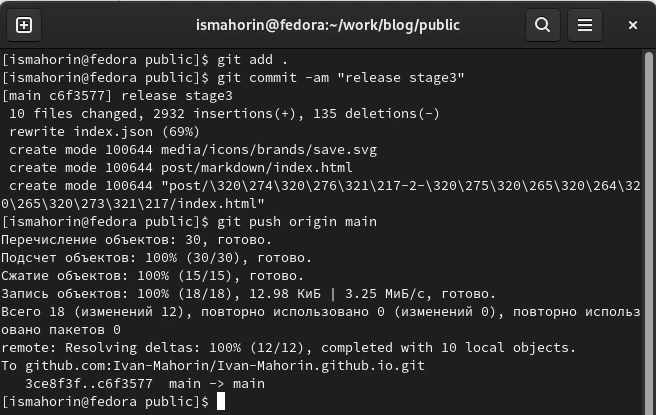 ismahorin@fedora:~/work/blog/public
[ismahorin@fedora public]$ git add .
[ismahorin@fedora public]$ git commit -am "release stage3"
[main c6f3577] release stage3
 10 files changed, 2932 insertions(+), 135 deletions(-)
 rewrite index.json (69%)
 create mode 100644 media/icons/brands/save.svg
 create mode 100644 post/markdown/index.html
 create mode 100644 "post/\320\274\320\276\321\217-2-\320\275\320\265\320\264\32
0\265\320\273\321\217/index.html"
[ismahorin@fedora public]$ git push origin main
Перечисление объектов: 30, готово.
Подсчет объектов: 100% (30/30), готово.
Сжатие объектов: 100% (15/15), готово.
Запись объектов: 100% (18/18), 12.98 КиБ | 3.25 МиБ/с, готово.
Всего 18 (изменений 12), повторно использовано 0 (изменений 0), повторно использ
овано пакетов 0
remote: Resolving deltas: 100% (12/12), completed with 10 local objects.
To github.com:Ivan-Mahorin/Ivan-Mahorin.github.io.git
   3ce8f3f..c6f3577  main -> main
[ismahorin@fedora public]$